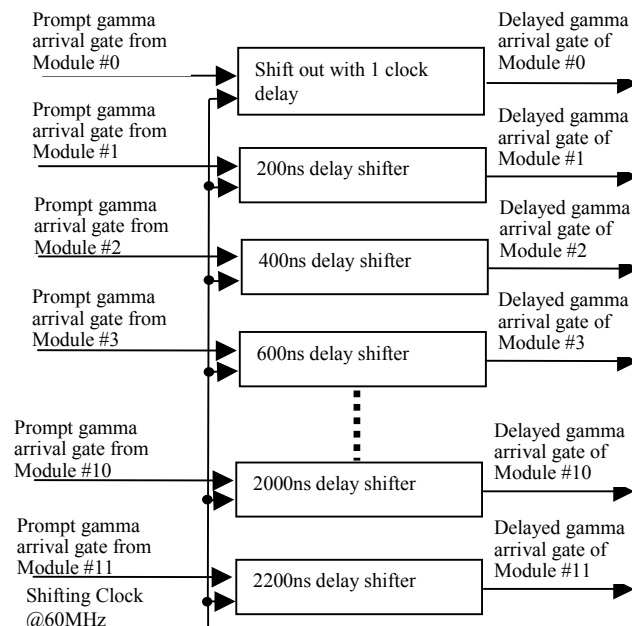 Prompt gamma
arrival gate from
Module #0
Shift out with 1 clock
delay
Delayed gamma
arrival gate of
Module #0
Prompt gamma
arrival gate from
Module #1
200ns delay shifter
Delayed gamma
arrival gate of
Module #1
Prompt gamma
arrival gate from
Module #2
400ns delay shifter
Delayed gamma
arrival gate of
Module #2
Prompt gamma
arrival gate from
Module #3
600ns delay shifter
Delayed gamma
arrival gate of
Module #3
Prompt gamma
arrival gate from
Module #10
2000ns delay shifter
Delayed gamma
arrival gate of
Module #10
Prompt gamma
arrival gate from
Module #11
2200ns delay shifter
Delayed gamma
arrival gate of
Module #11
Shifting Clock
@60MHz